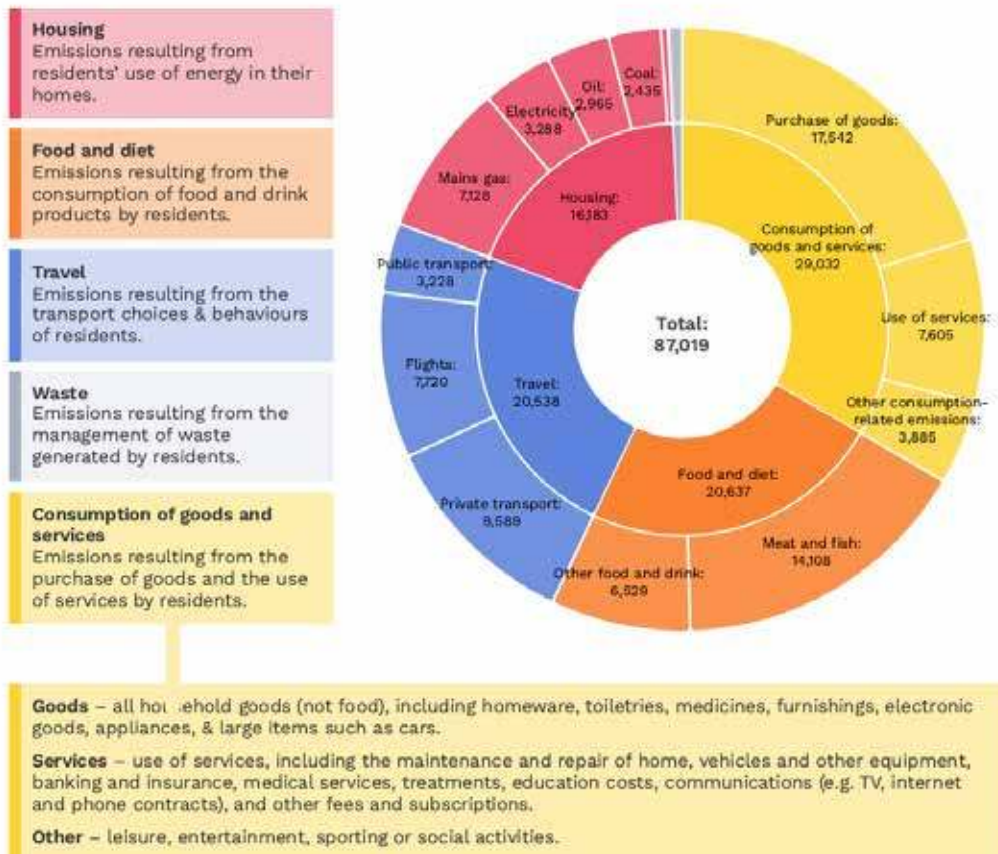 Housing
Emissions resulting from
residents' use of energy in their
homes.
Food and diet
Emissions resulting from the
consumption of food and drink
products by residents.
Travel
Emissions resulting from the
transport choices & behaviours
of residents.
Waste
Emissions resulting from the
management of waste
generated by residents.
Consumption of goods and
services
Emissions resulting from the
purchase of goods and the use
of services by residents.
Coal:
2,435
Oil:
2,965
Electricity:
3,288
Mains gas:
7,128
Housing:
16,183
Purchase of goods:
17,542
Consumption of
goods and services:
29,032
Public transport:
3,228
Flights:
7,720
Travel:
20,538
Total:
87,019
Use of services:
7,605
Other consumption-
related emissions:
3,885
Private transport:
9,589
Food and diet:
20,637
Other food and drink:
6,529
Meat and fish:
14,108
Goods – all household goods (not food), including homeware, toiletries, medicines, furnishings, electronic
goods, appliances, & large items such as cars.
Services – use of services, including the maintenance and repair of home, vehicles and other equipment,
banking and insurance, medical services, treatments, education costs, communications (e.g. TV, internet
and phone contracts), and other fees and subscriptions.
Other – leisure, entertainment, sporting or social activities.